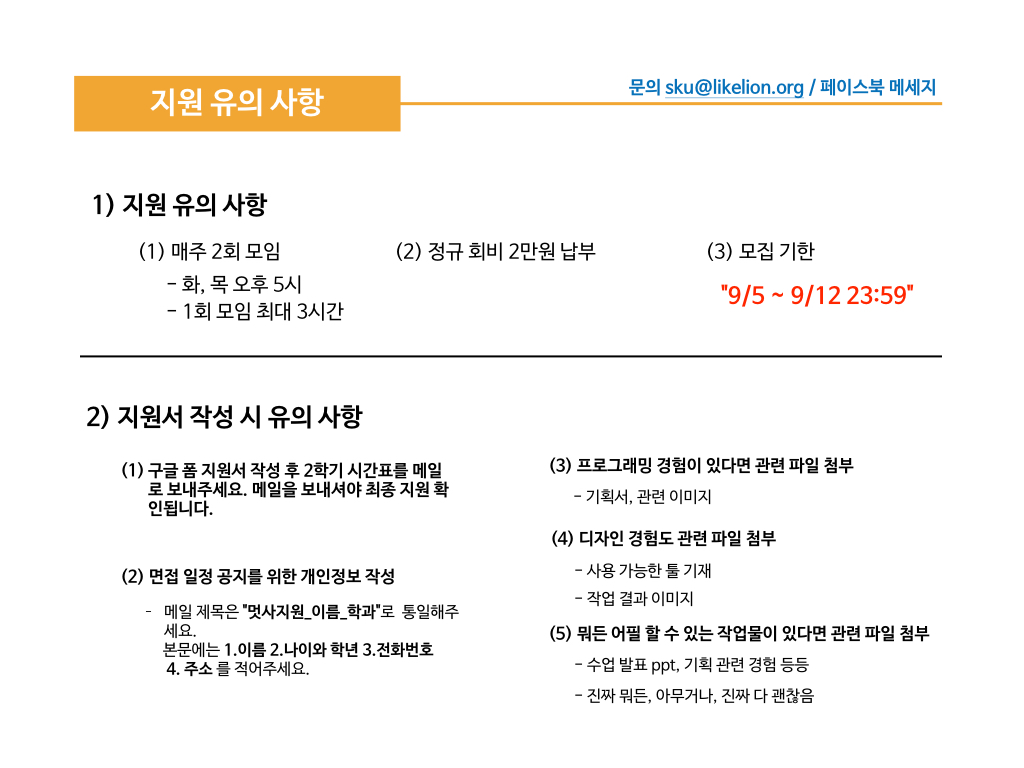 지원 유의 사항
문의 sku@likelion.org / 페이스북 메세지
1) 지원 유의 사항
(1) 매주 2회 모임
– 화, 목 오후 5시
– 1회 모임 최대 3시간
(2) 정규 회비 2만원 납부
(3) 모집 기한
"9/5 ~ 9/12 23:59"
2) 지원서 작성 시 유의 사항
(1) 구글 폼 지원서 작성 후 2학기 시간표를 메일
로 보내주세요. 메일을 보내셔야 최종 지원 확
인됩니다.
(2) 면접 일정 공지를 위한 개인정보 작성
- 메일 제목은 "멋사지원_이름_학과"로 통일해주
세요.
본문에는 1.이름 2.나이와 학년 3.전화번호
4. 주소 를 적어주세요.
(3) 프로그래밍 경험이 있다면 관련 파일 첨부
– 기획서, 관련 이미지
(4) 디자인 경험도 관련 파일 첨부
– 사용 가능한 툴 기재
– 작업 결과 이미지
(5) 뭐든 어필 할 수 있는 작업물이 있다면 관련 파일 첨부
– 수업 발표 ppt, 기획 관련 경험 등등
– 진짜 뭐든, 아무거나, 진짜 다 괜찮음